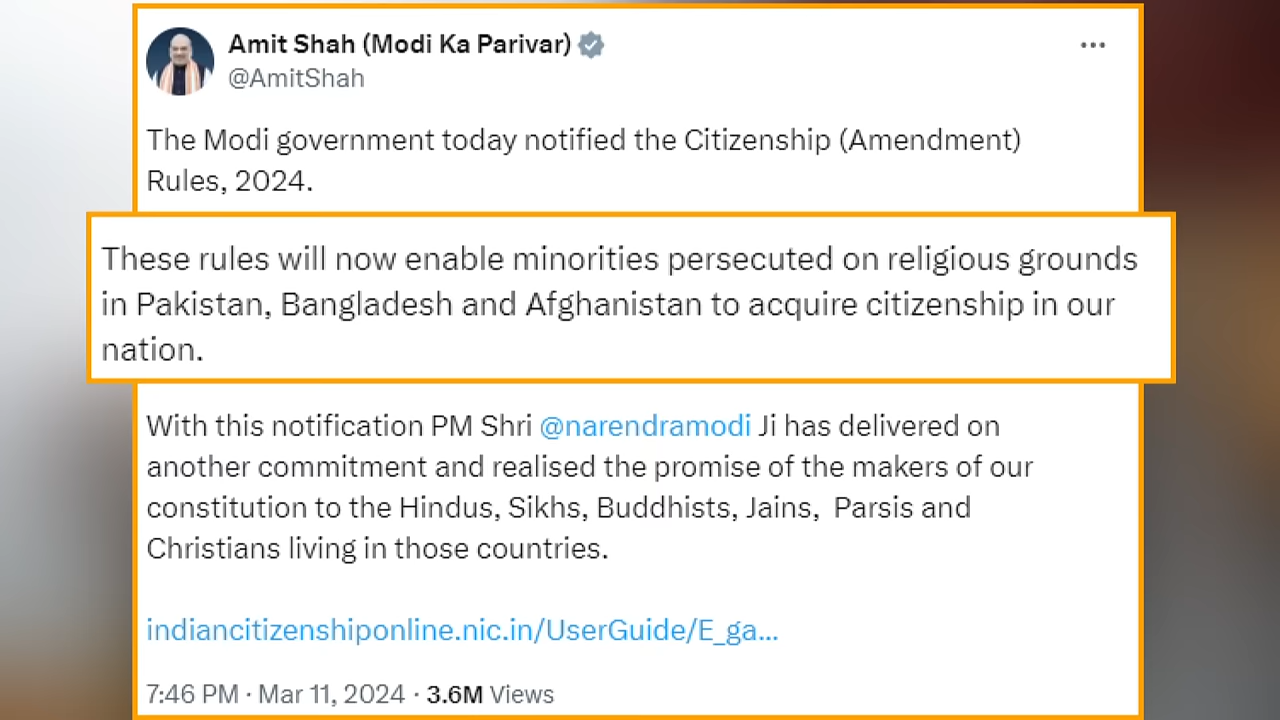 Amit Shah (Modi Ka Parivar)
@AmitShah
The Modi government today notified the Citizenship (Amendment)
Rules, 2024.
These rules will now enable minorities persecuted on religious grounds
in Pakistan, Bangladesh and Afghanistan to acquire citizenship in our
nation.
With this notification PM Shri @narendramodi Ji has delivered on
another commitment and realised the promise of the makers of our
constitution to the Hindus, Sikhs, Buddhists, Jains,  Parsis and
Christians living in those countries.
indiancitizenshiponline.nic.in/UserGuide/E_ga...
7:46 PM · Mar 11, 2024 · 3.6M Views